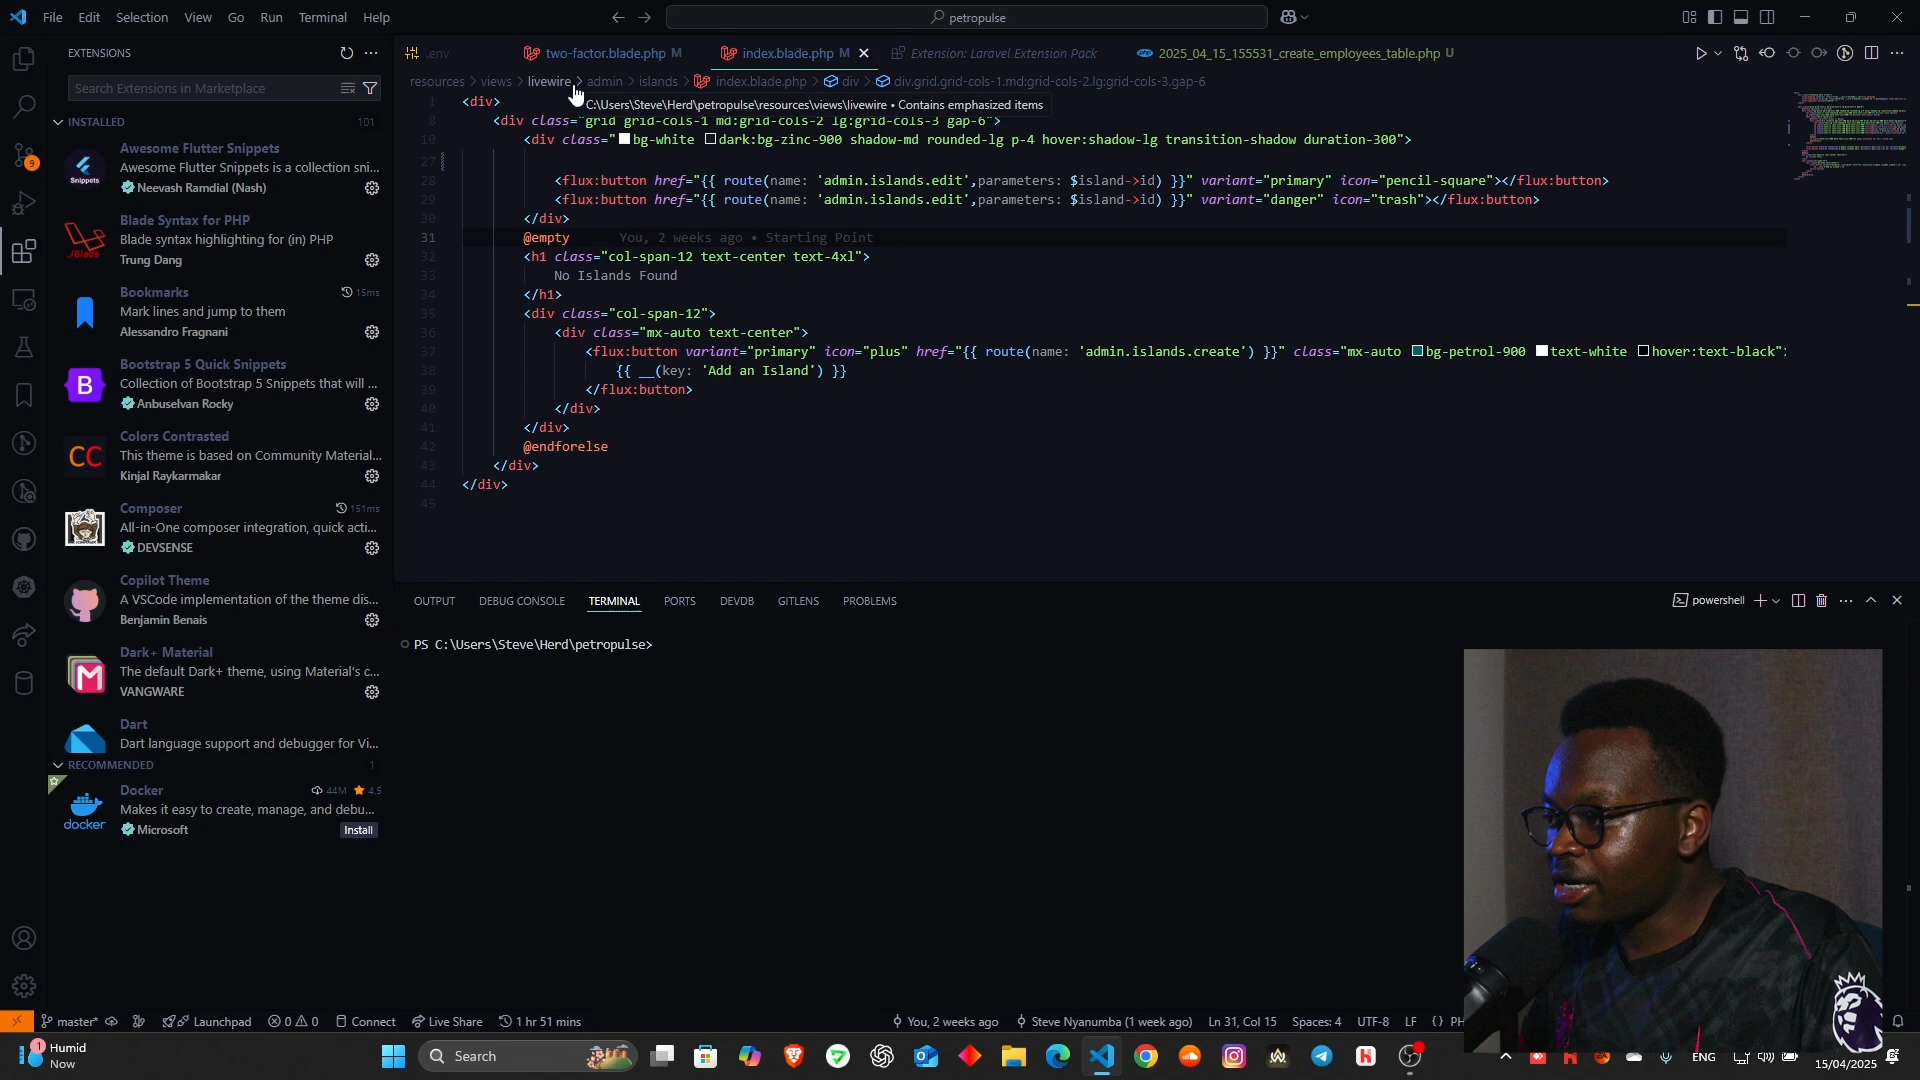 File Edit Selection View Go Run Terminal Help
petropulse
EXTENSIONS
Search Extensions in Marketplace
INSTALLED 101
Awesome Flutter Snippets
Awesome Flutter Snippets is a collection sni...
Neevash Ramdial (Nash)
Blade Syntax for PHP
Blade syntax highlighting for (in) PHP
Trung Dang
Bookmarks 15ms
Mark lines and jump to them
Alessandro Fragnani
Bootstrap 5 Quick Snippets
Collection of Bootstrap 5 Snippets that will ...
Anbuselvan Rocky
Colors Contrasted
This theme is based on Community Material...
Kinjal Raykarmakar
Composer 151ms
All-in-One composer integration, quick acti...
DEVSENSE
Copilot Theme
A VSCode implementation of the theme dis...
Benjamin Benais
Dark+ Material
The default Dark+ theme, using Material's c...
VANGWARE
Dart
Dart language support and debugger for Vi...
RECOMMENDED 1
Docker 44M 4.5
Makes it easy to create, manage, and debu...
Microsoft Install
.env two-factor.blade.php M index.blade.php M Extension: Laravel Extension Pack 2025_04_15_155531_create_employees_table.php U
resources > views > livewire > admin > islands > index.blade.php > div > div.grid.grid-cols-1.md:grid-cols-2.lg:grid-cols-3.gap-6
C:\Users\Steve\Herd\petropulse\resources\views\livewire • Contains emphasized items
1 <div>
8 <div class="grid grid-cols-1 md:grid-cols-2 lg:grid-cols-3 gap-6">
10 <div class="bg-white dark:bg-zinc-900 shadow-md rounded-lg p-4 hover:shadow-lg transition-shadow duration-300">
27
28 <flux:button href="{{ route(name: 'admin.islands.edit',parameters: $island->id) }}" variant="primary" icon="pencil-square"></flux:button>
29 <flux:button href="{{ route(name: 'admin.islands.edit',parameters: $island->id) }}" variant="danger" icon="trash"></flux:button>
30 </div>
31 @empty You, 2 weeks ago • Starting Point
32 <h1 class="col-span-12 text-center text-4xl">
33 No Islands Found
34 </h1>
35 <div class="col-span-12">
36 <div class="mx-auto text-center">
37 <flux:button variant="primary" icon="plus" href="{{ route(name: 'admin.islands.create') }}" class="mx-auto bg-petrol-900 text-white hover:text-black">
38 {{ __(key: 'Add an Island') }}
39 </flux:button>
40 </div>
41 </div>
42 @endforelse
43 </div>
44 </div>
45
OUTPUT DEBUG CONSOLE TERMINAL PORTS DEVDB GITLENS PROBLEMS
powershell
PS C:\Users\Steve\Herd\petropulse>
9
master* Launchpad 0 0 Connect Live Share 1 hr 51 mins You, 2 weeks ago Steve Nyanumba (1 week ago) Ln 31, Col 15 Spaces: 4 UTF-8 LF {} PH
1 Humid
Now
Search
ENG
15/04/2025